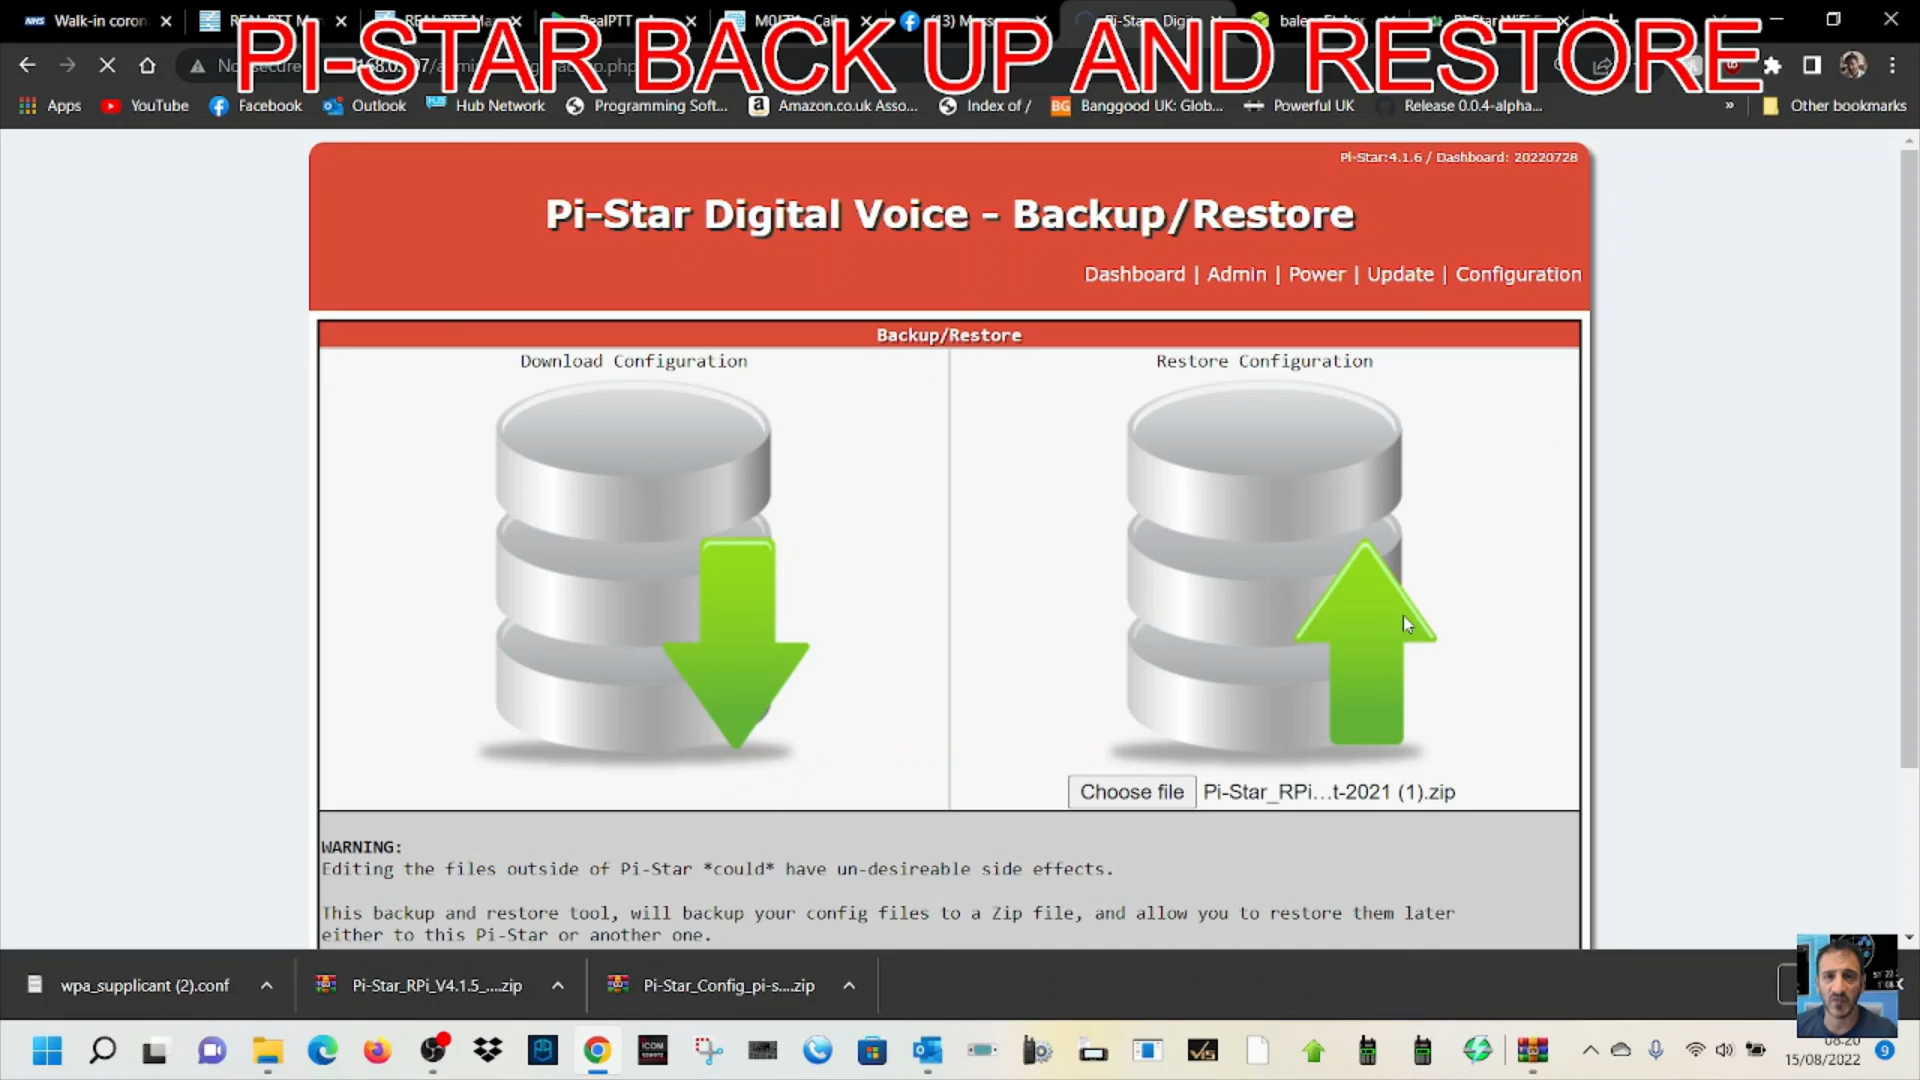 Walk-in coron
PI-STAR BACK UP AND RESTORE
Apps
YouTube
Facebook
Outlook
Hub Network
Programming Soft...
Amazon.co.uk Asso...
Index of /
Banggood UK: Glob...
Powerful UK
Release 0.0.4-alpha...
»
Other bookmarks
Pi-Star:4.1.6 / Dashboard: 20220728
Pi-Star Digital Voice - Backup/Restore
Dashboard | Admin | Power | Update | Configuration
Backup/Restore
Download Configuration
Restore Configuration
Choose file Pi-Star_RPi...t-2021 (1).zip
WARNING:
Editing the files outside of Pi-Star *could* have un-desireable side effects.
This backup and restore tool, will backup your config files to a Zip file, and allow you to restore them later
either to this Pi-Star or another one.
wpa_supplicant (2).conf
Pi-Star_RPi_V4.1.5_....zip
Pi-Star_Config_pi-s....zip
08:20
15/08/2022
9